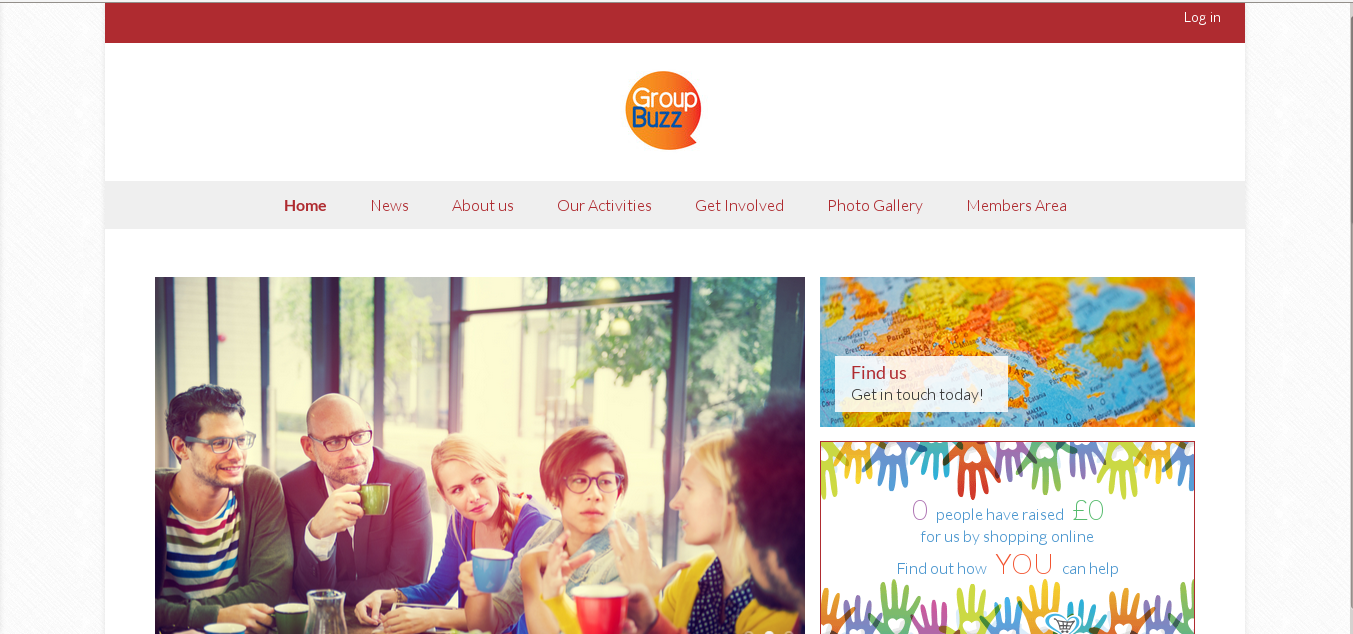 Log in
Group
Buzz
Home News About us Our Activities Get Involved Photo Gallery Members Area
Find us
Get in touch today!
0 people have raised £0
for us by shopping online
Find out how YOU can help